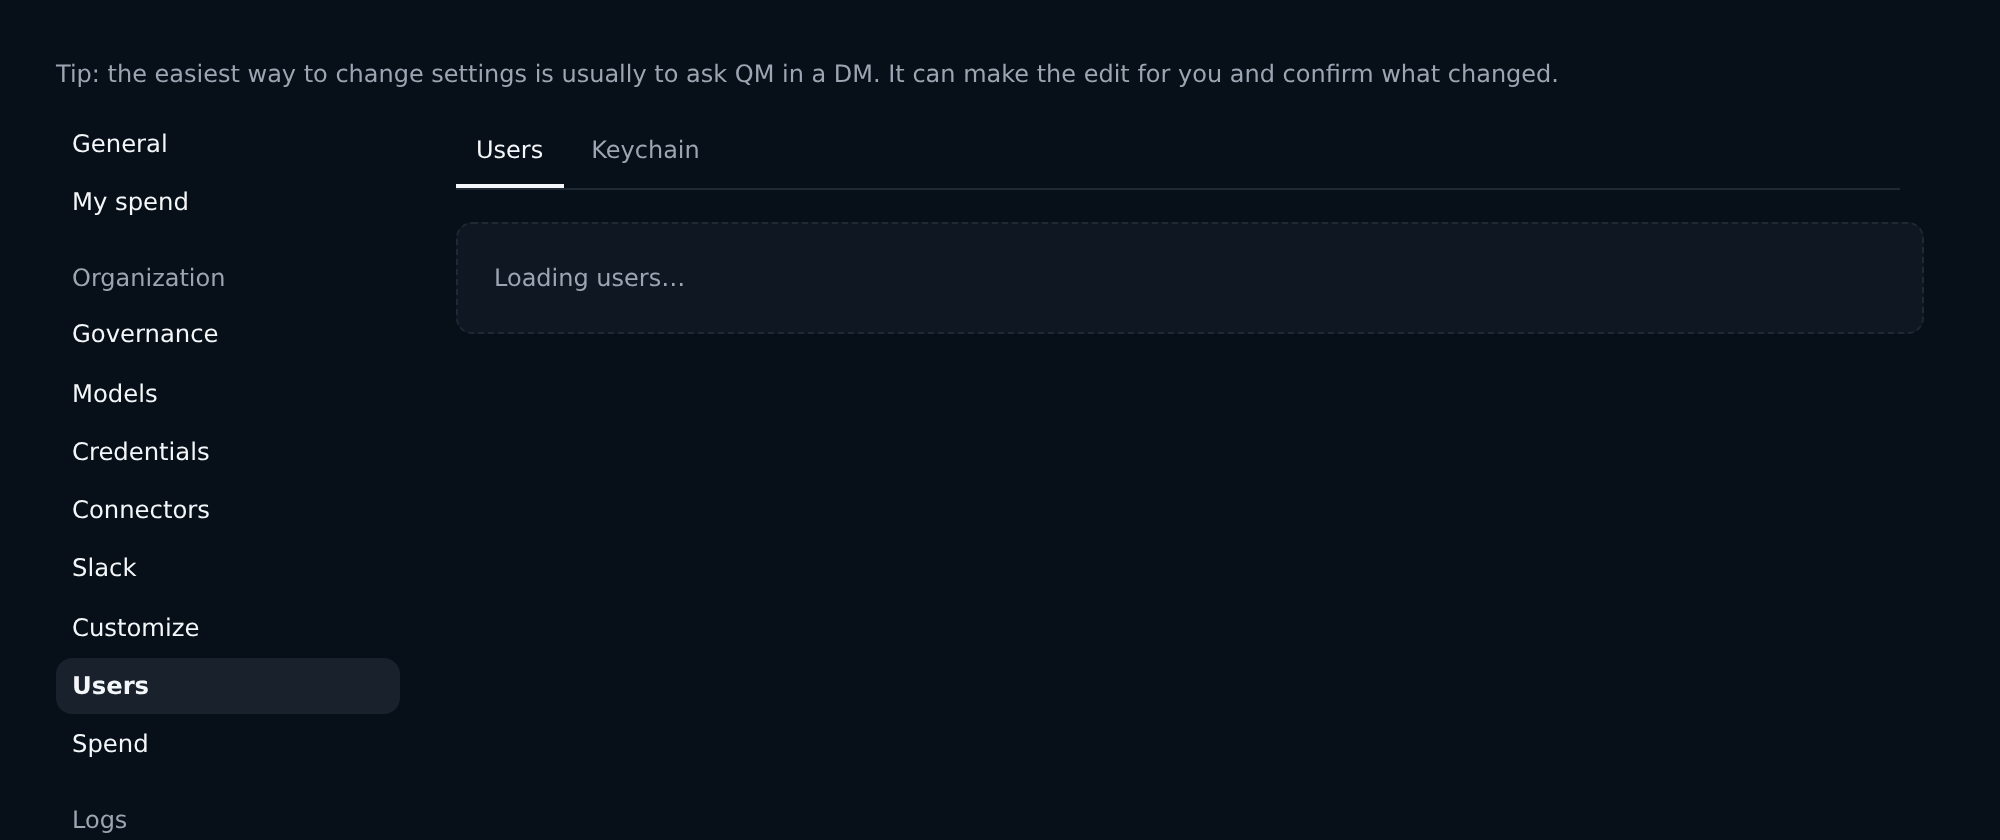 Tip: the easiest way to change settings is usually to ask QM in a DM. It can make the edit for you and confirm what changed.
General
My spend
Organization
Governance
Models
Credentials
Connectors
Slack
Customize
Users
Spend
Logs
Users Keychain
Loading users…